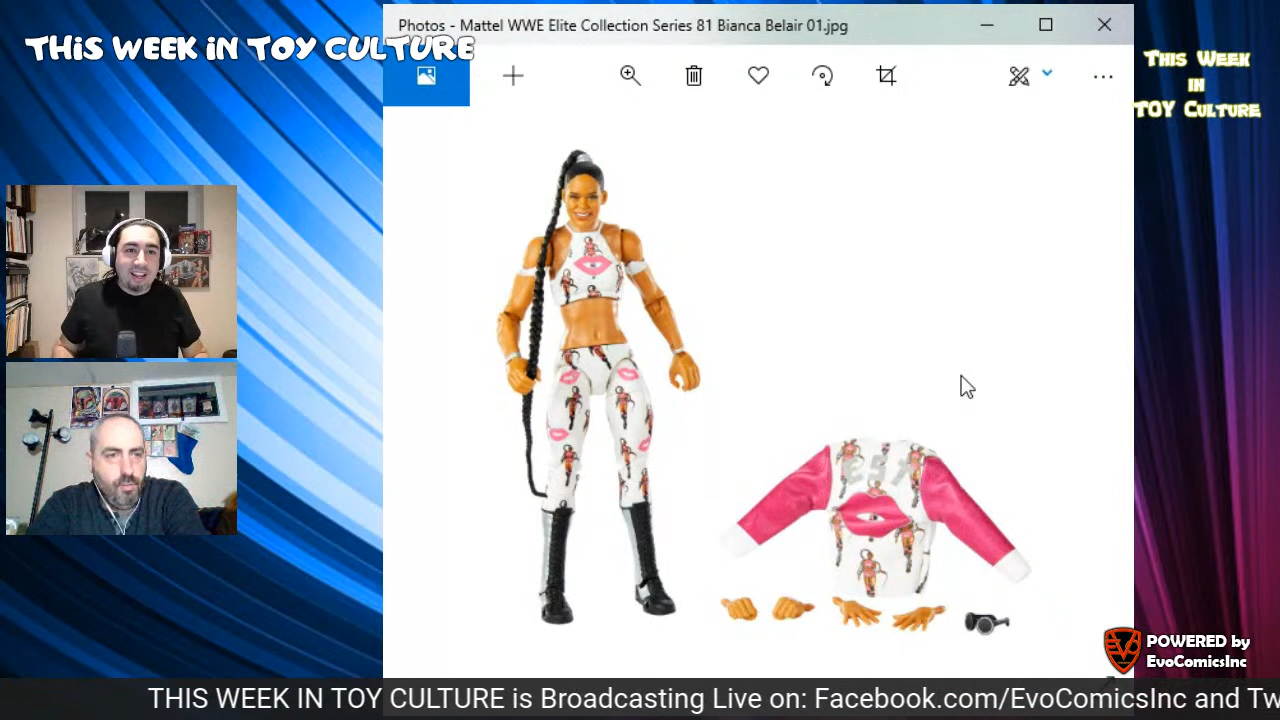 Photos - Mattel WWE Elite Collection Series 81 Bianca Belair 01.jpg
THiS WEEK iN TOY CULTURE
This Week
in
TOY Culture
EST
POWERED by
EvoComicsInc
THIS WEEK IN TOY CULTURE is Broadcasting Live on: Facebook.com/EvoComicsInc and Tw